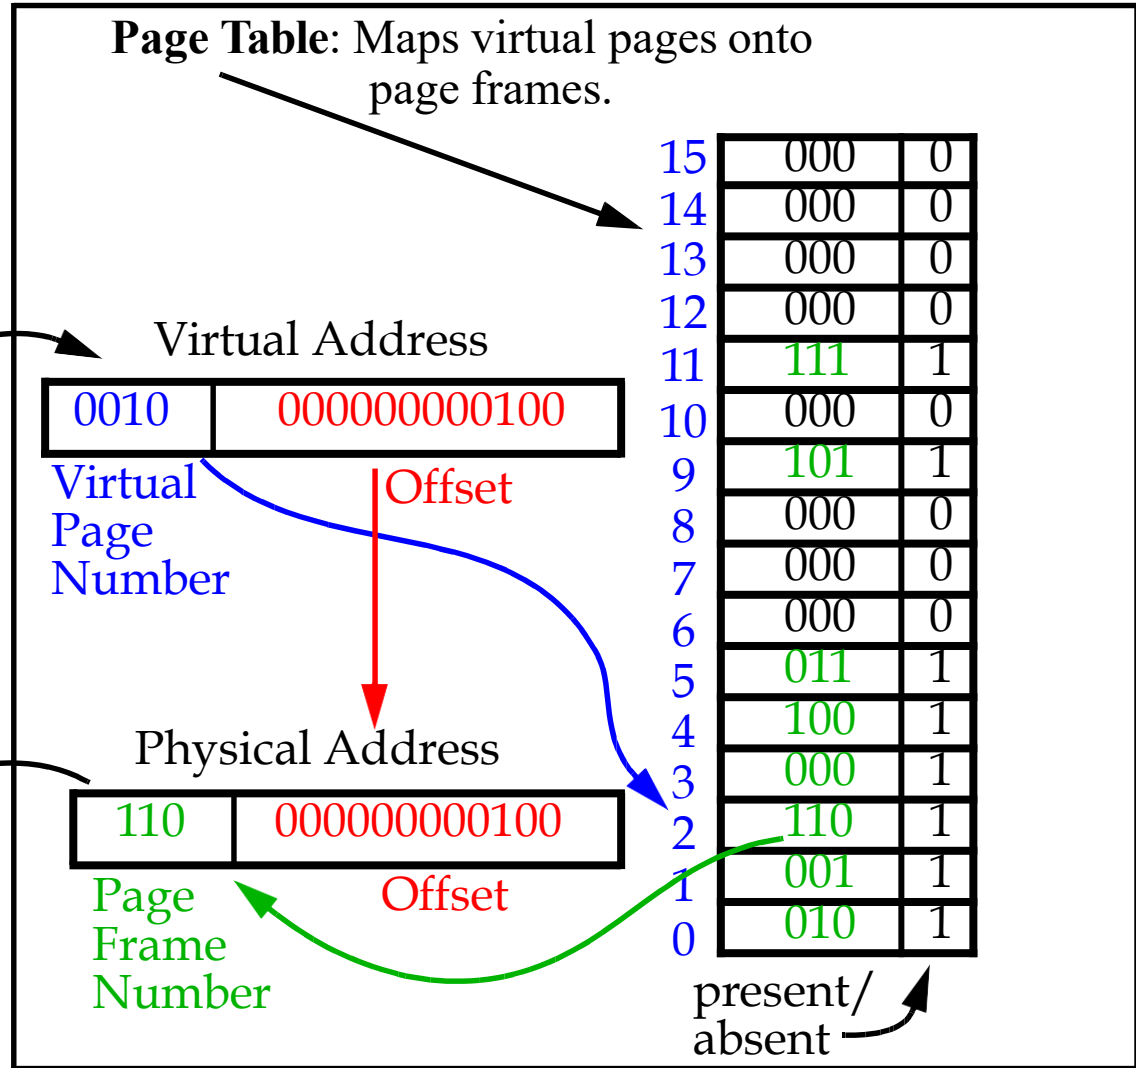 Page Table: Maps virtual pages onto
page frames.
15 000 0
14 000 0
13 000 0
12 000 0
11 111 1
10 000 0
9 101 1
8 000 0
7 000 0
6 000 0
5 011 1
4 100 1
3 000 1
2 110 1
1 001 1
0 010 1
present/
absent
Virtual Address
0010 000000000100
Virtual
Page
Number
Offset
Physical Address
110 000000000100
Page
Frame
Number
Offset